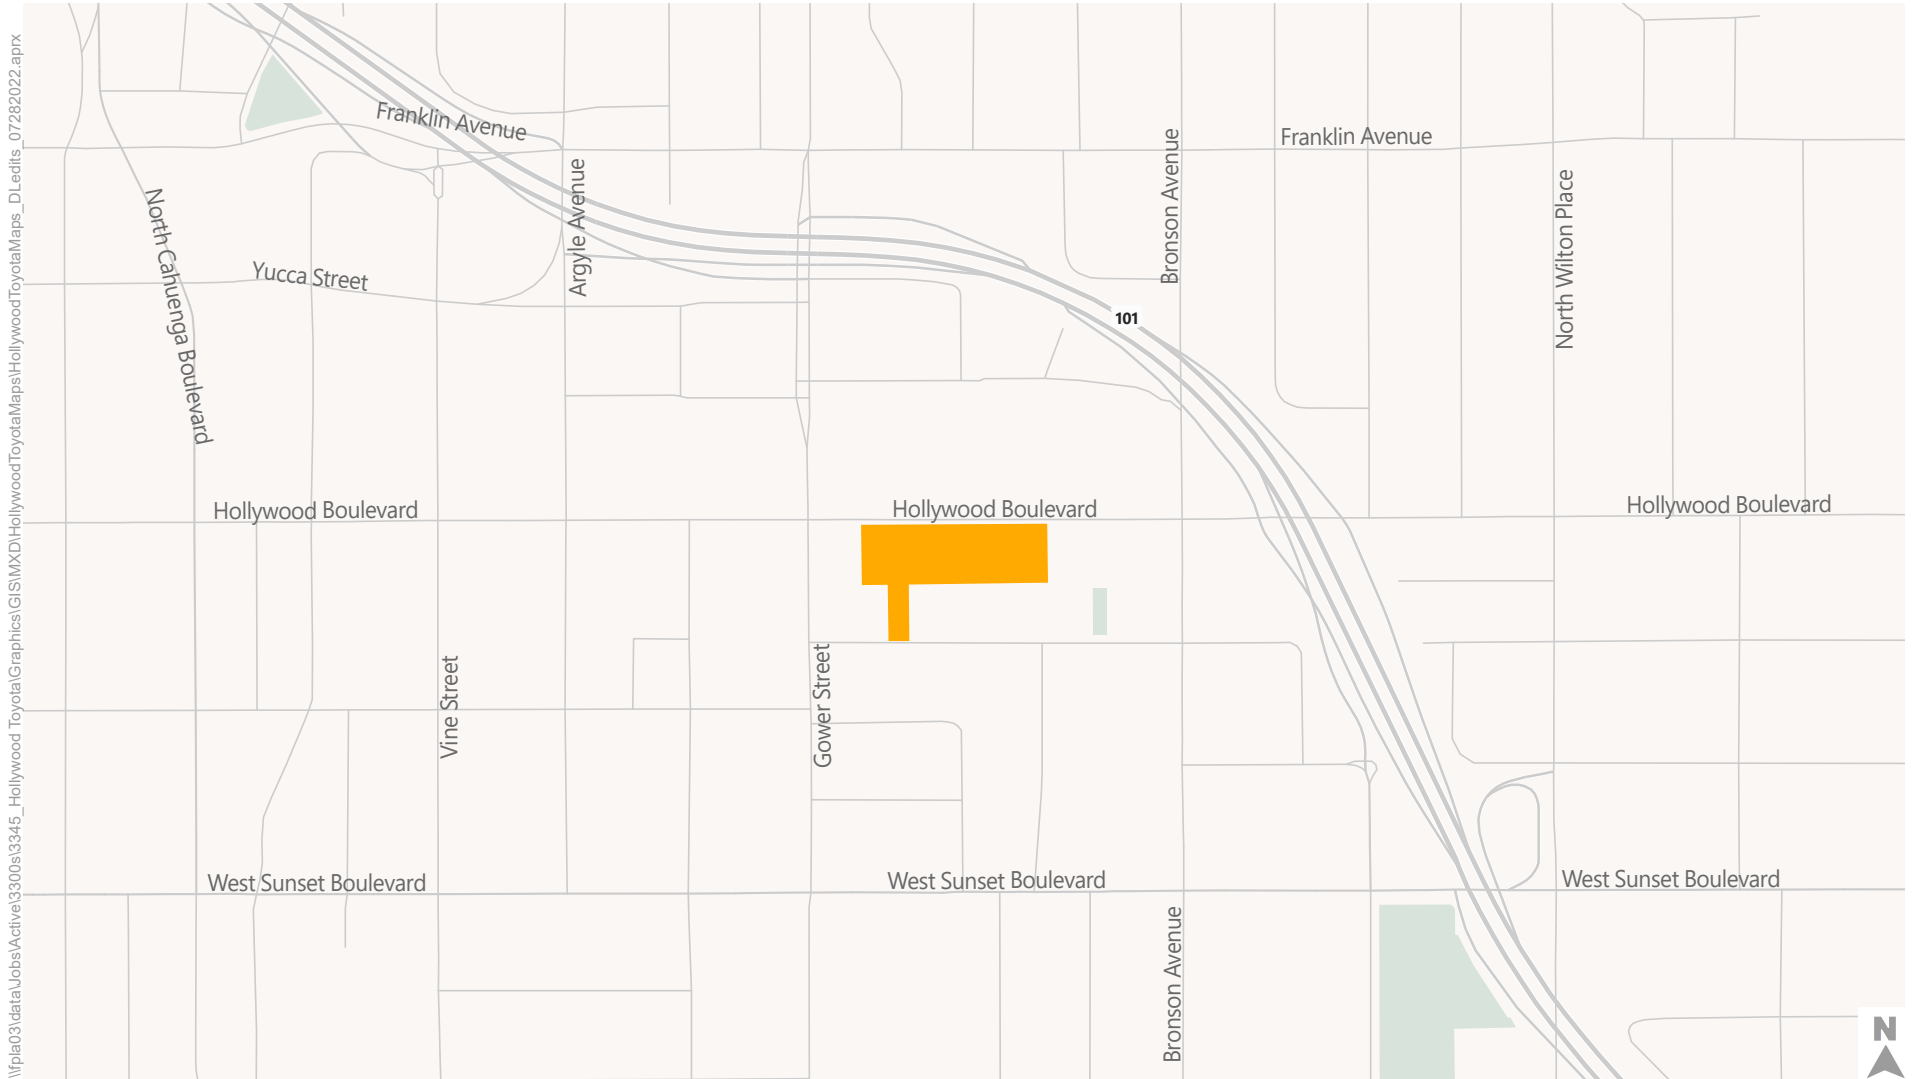 \\fpla03\data\Jobs\Active\3300s\3345_Hollywood Toyota\Graphics\GIS\MXD\HollywoodToyotaMaps\HollywoodToyotaMaps_DLedits_07282022.aprx
Franklin Avenue
Franklin Avenue
North Cahuenga Boulevard
Argyle Avenue
Bronson Avenue
North Wilton Place
Yucca Street
101
Hollywood Boulevard
Hollywood Boulevard
Hollywood Boulevard
Vine Street
Gower Street
West Sunset Boulevard
West Sunset Boulevard
West Sunset Boulevard
Bronson Avenue
N